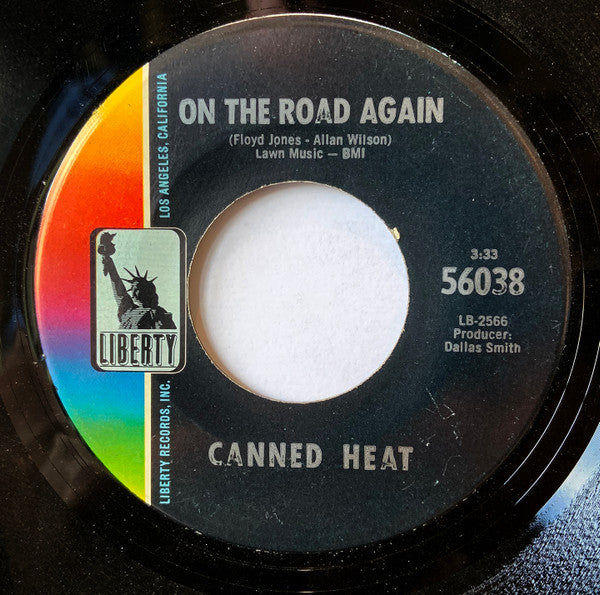 ON THE ROAD AGAIN
(Floyd Jones - Allan Wilson)
Lawn Music — BMI
LOS ANGELES, CALIFORNIA
LIBERTY
LIBERTY RECORDS, INC.
3:33
56038
LB-2566
Producer:
Dallas Smith
CANNED HEAT